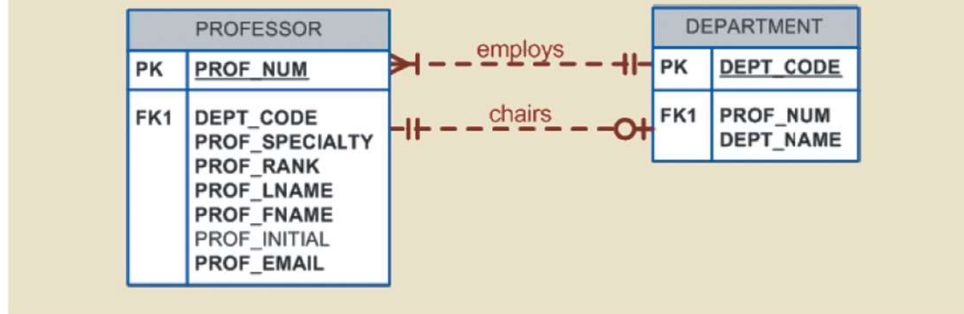 PROFESSOR
PK PROF_NUM
FK1 DEPT_CODE
PROF_SPECIALTY
PROF_RANK
PROF_LNAME
PROF_FNAME
PROF_INITIAL
PROF_EMAIL
employs
chairs
DEPARTMENT
PK DEPT_CODE
FK1 PROF_NUM
DEPT_NAME